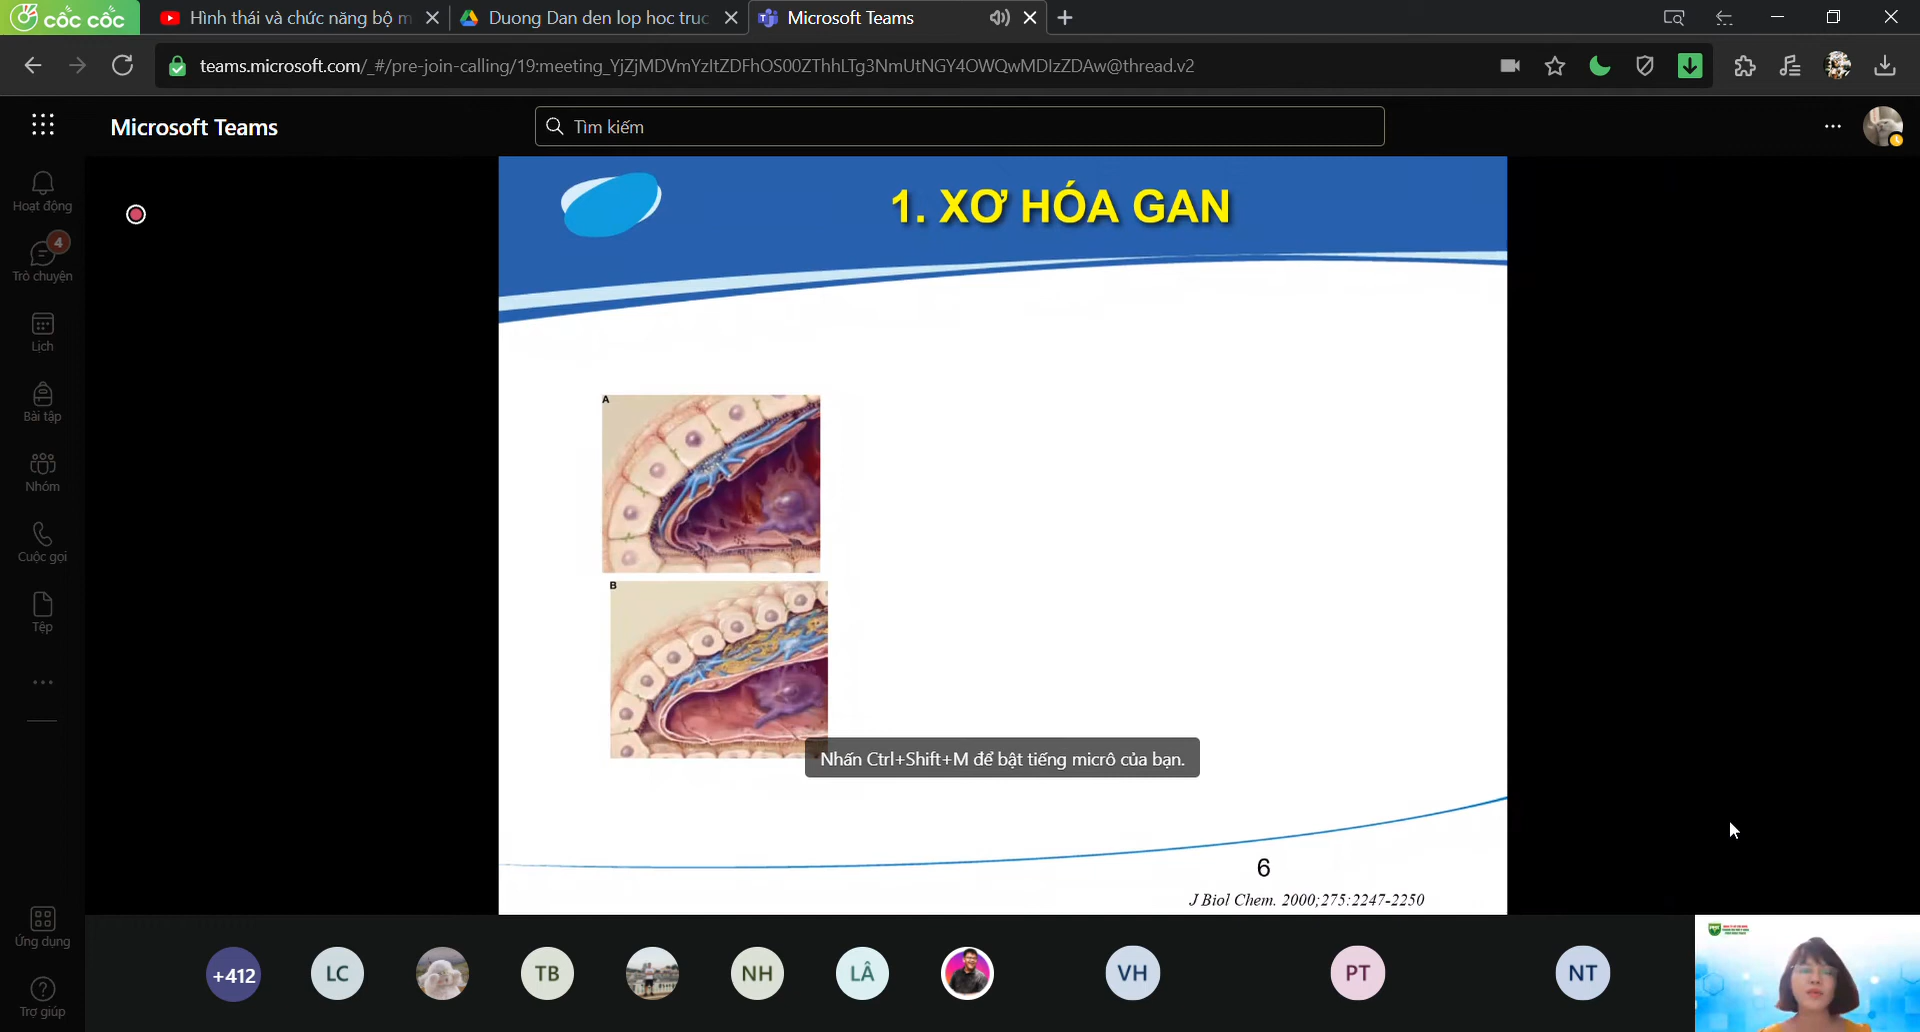 cốc cốc
Hình thái và chức năng bộ m
Duong Dan den lop hoc truc
Microsoft Teams
teams.microsoft.com/_#/pre-join-calling/19:meeting_YjZjMDVmYzItZDFhOS00ZThhLTg3NmUtNGY4OWQwMDIzZDAw@thread.v2
Microsoft Teams
Tìm kiếm
Hoạt động
4
Trò chuyện
Lịch
Bài tập
Nhóm
Cuộc gọi
Tệp
Ứng dụng
Trợ giúp
1. XƠ HÓA GAN
A
B
Nhấn Ctrl+Shift+M để bật tiếng micrô của bạn.
6
J Biol Chem. 2000;275:2247-2250
+412
LC
TB
NH
LÂ
VH
PT
NT